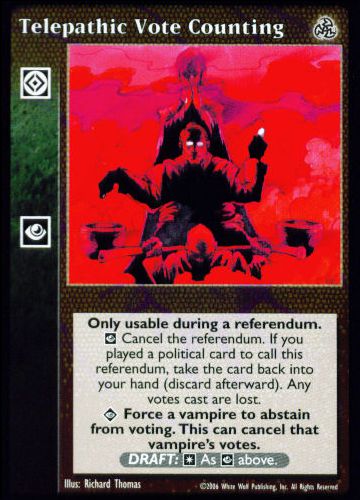 Telepathic Vote Counting
Only usable during a referendum.
Cancel the referendum. If you
played a political card to call this
referendum, take the card back into
your hand (discard afterward). Any
votes cast are lost.
Force a vampire to abstain
from voting. This can cancel that
vampire's votes.
DRAFT: As above.
Illus: Richard Thomas ©2006 White Wolf Publishing, Inc. All Rights Reserved